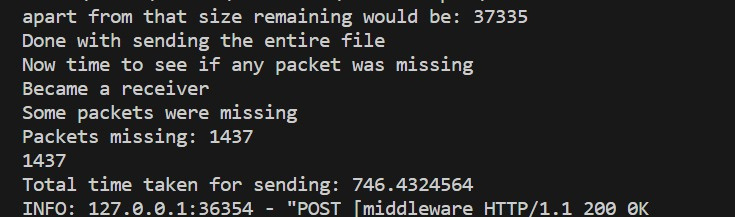 apart from that size remaining would be: 37335
Done with sending the entire file
Now time to see if any packet was missing
Became a receiver
Some packets were missing
Packets missing: 1437
1437
Total time taken for sending: 746.4324564
INFO: 127.0.0.1:36354 - "POST [middleware HTTP/1.1 200 0K